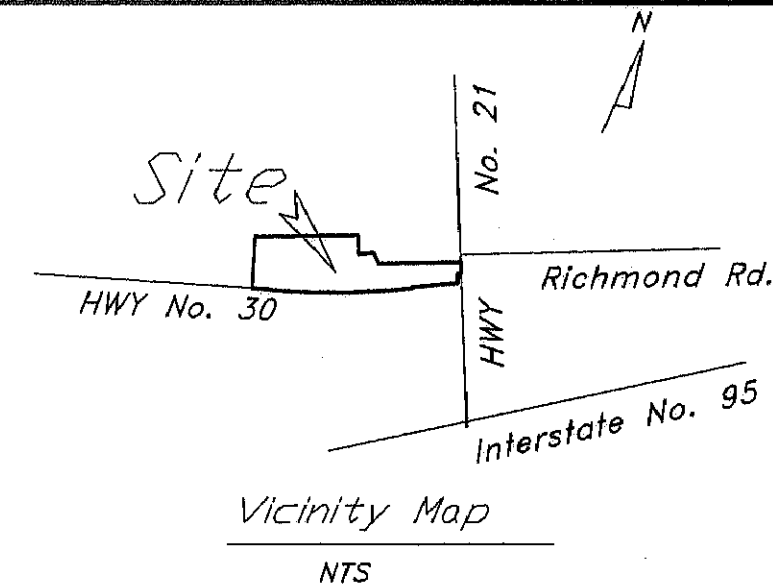 N
No. 21
Site
Richmond Rd.
HWY No. 30
HWY
Interstate No. 95
Vicinity Map
NTS